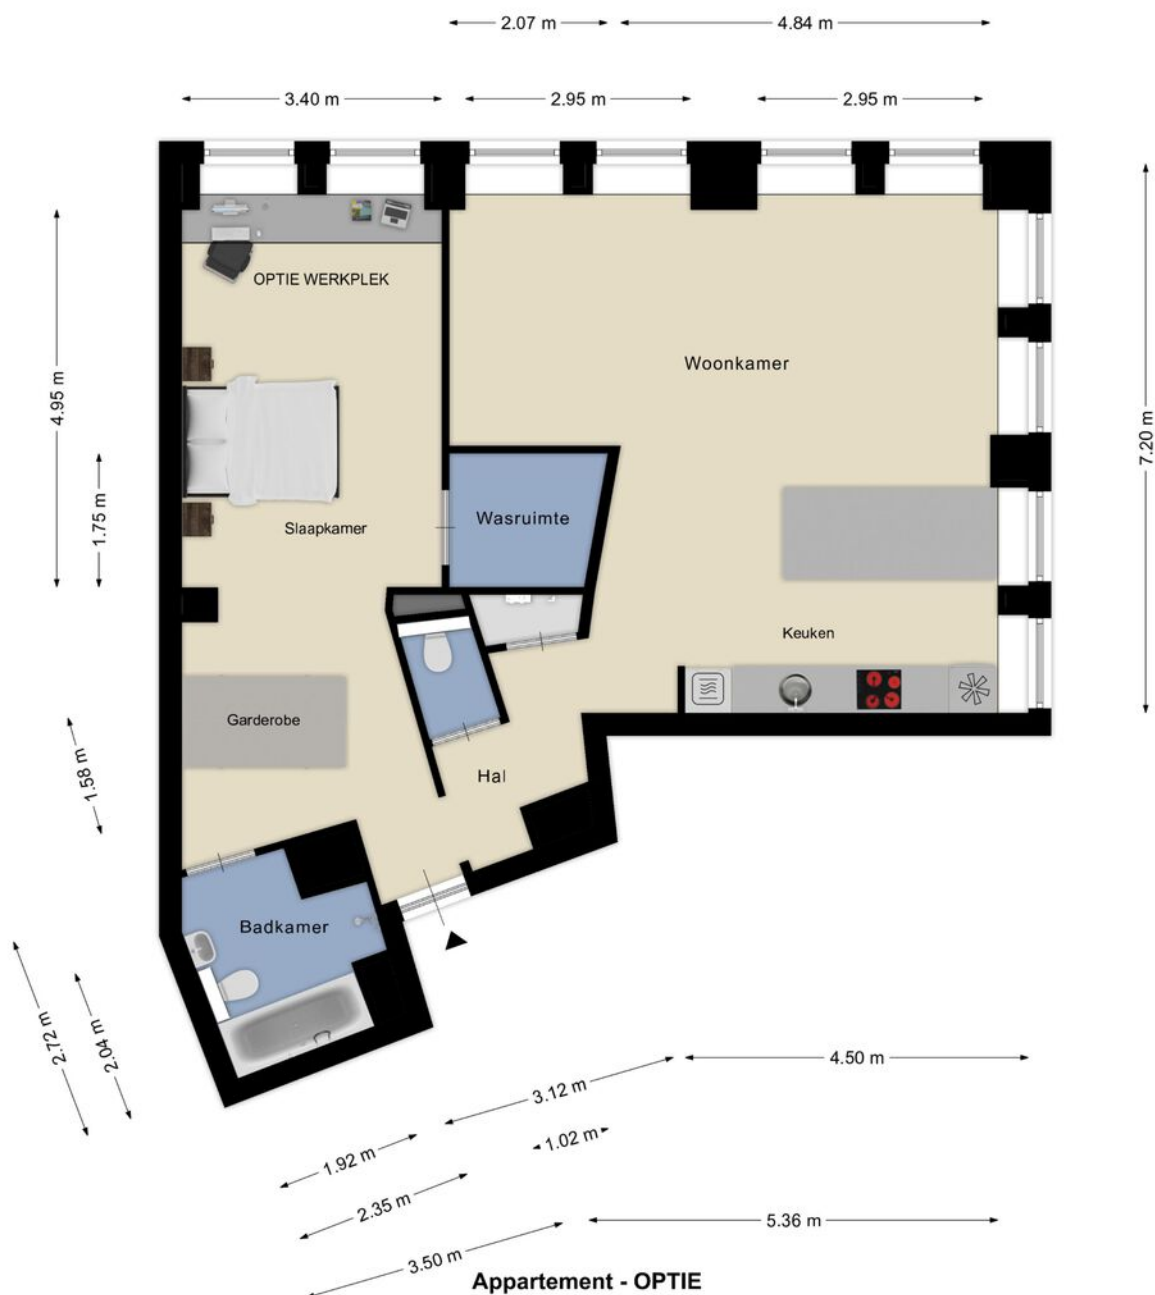 2.07 m
4.84 m
3.40 m
2.95 m
2.95 m
OPTIE WERKPLEK
Woonkamer
4.95 m
7.20 m
1.75 m
Wasruimte
Slaapkamer
Keuken
Garderobe
1.58 m
Hal
Badkamer
2.72 m
2.04 m
4.50 m
3.12 m
1.02 m
1.92 m
2.35 m
5.36 m
3.50 m
Appartement - OPTIE